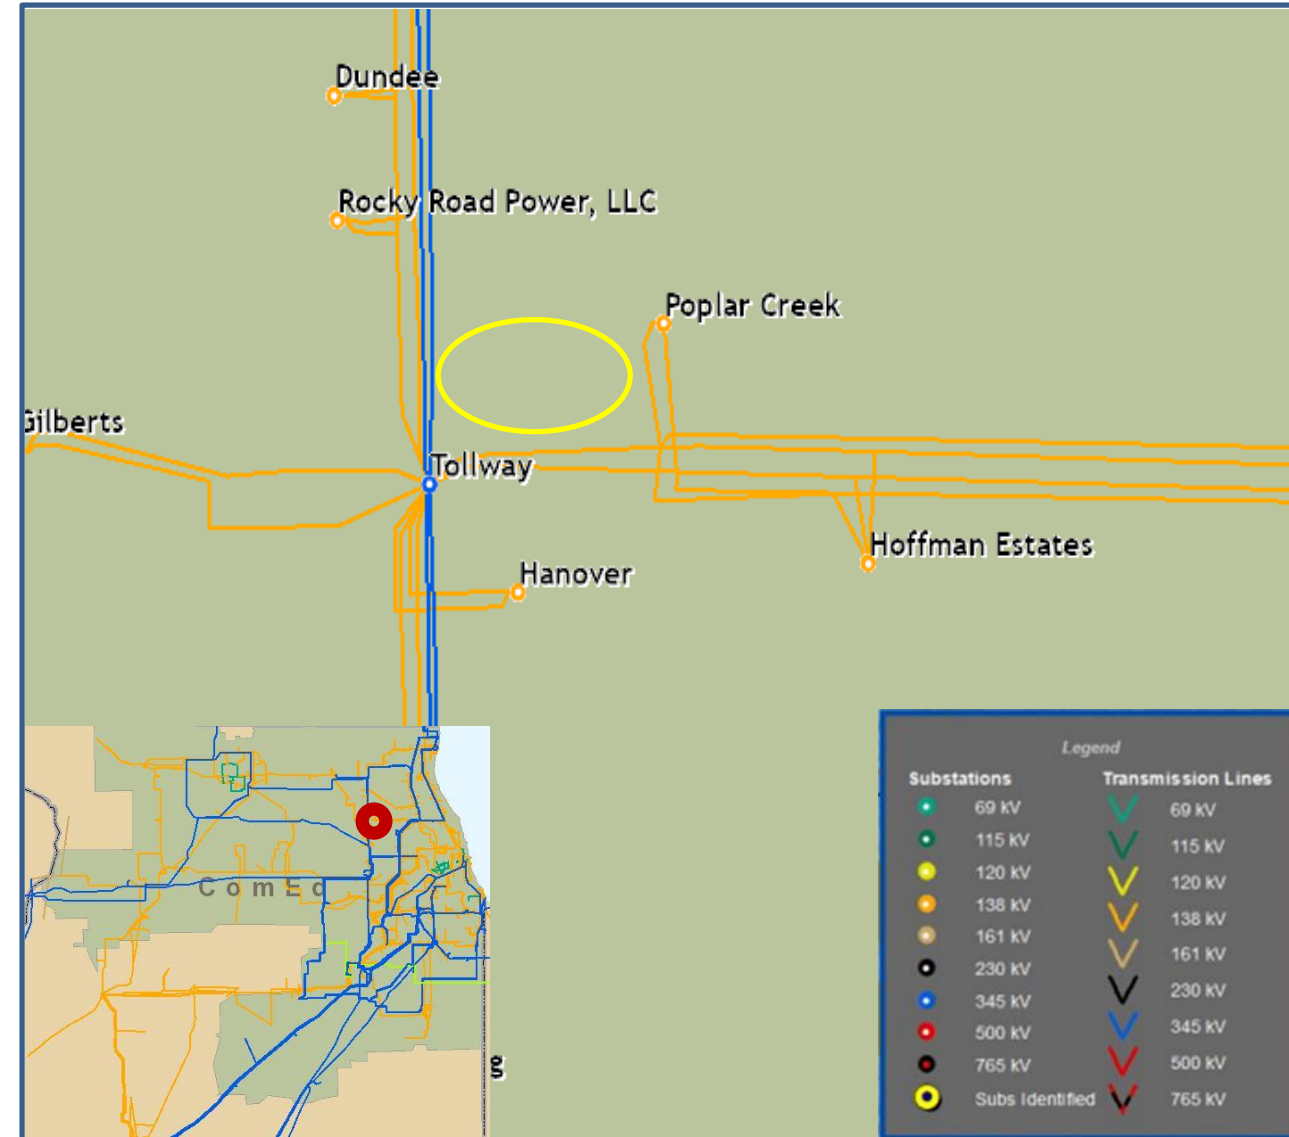 Dundee
Rocky Road Power, LLC
Poplar Creek
Gilberts
Tollway
Hoffman Estates
Hanover
ComEd
g
Legend
Substations Transmission Lines
69 kV 69 kV
115 kV 115 kV
120 kV 120 kV
138 kV 138 kV
161 kV 161 kV
230 kV 230 kV
345 kV 345 kV
500 kV 500 kV
765 kV 765 kV
Subs Identified